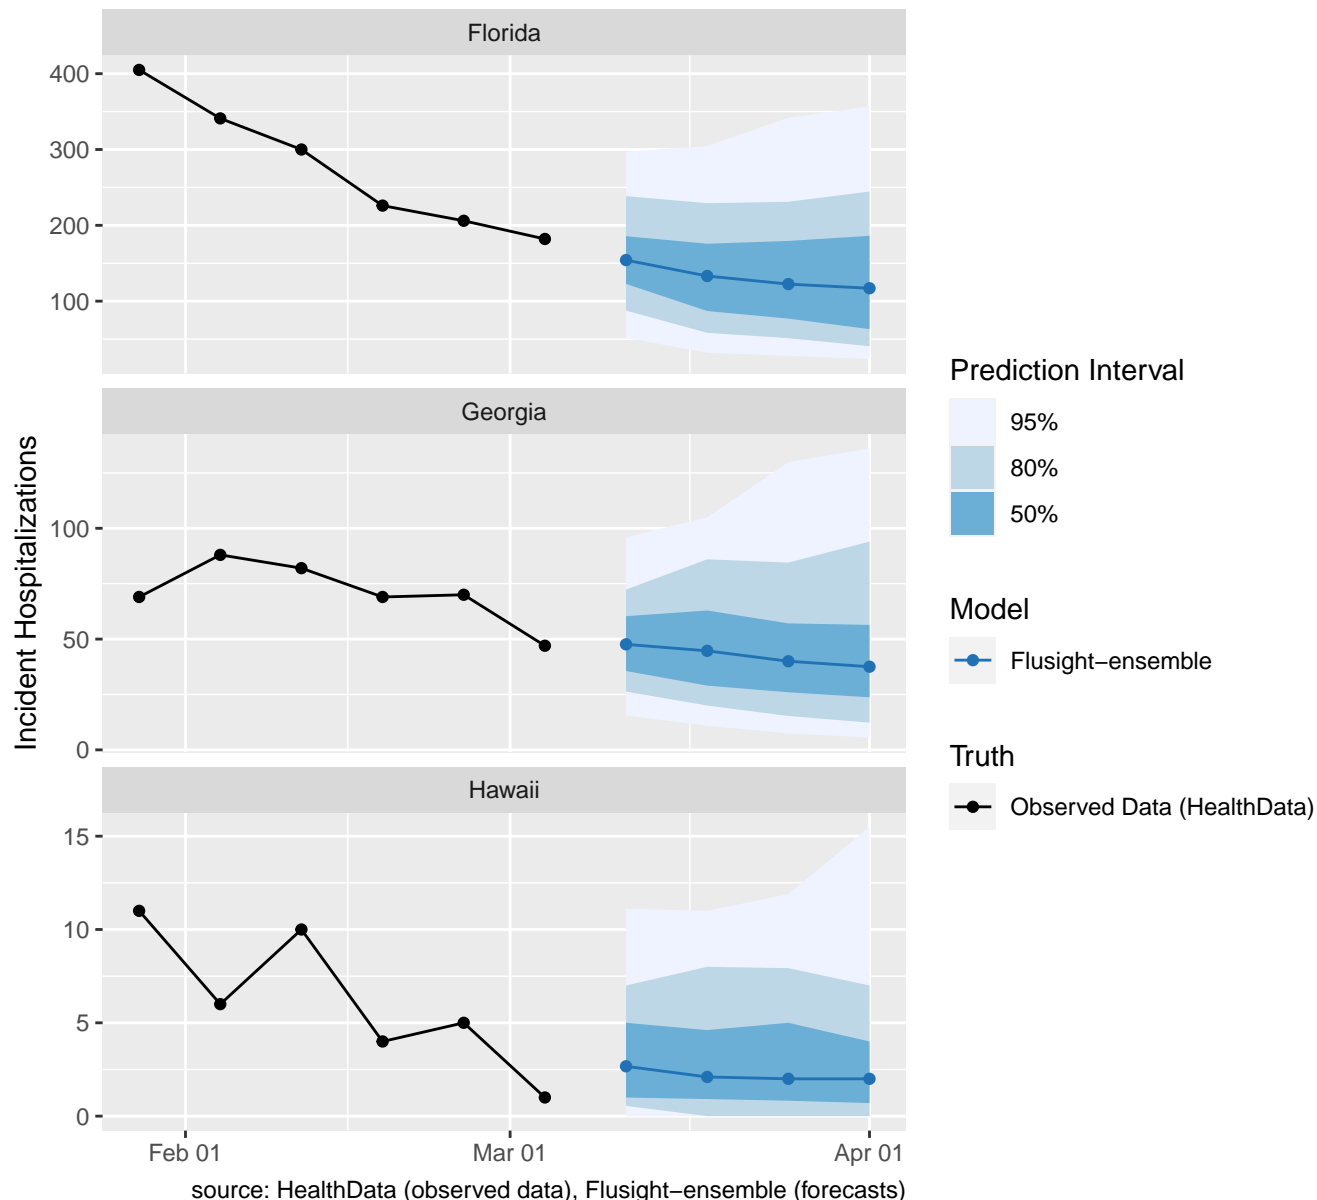 Florida
400
300
200
100
Georgia
100
50
0
Hawaii
15
10
5
0
Feb 01
Mar 01
Apr 01
Incident Hospitalizations
source: HealthData (observed data), Flusight−ensemble (forecasts)
Prediction Interval
95%
80%
50%
Model
Flusight−ensemble
Truth
Observed Data (HealthData)